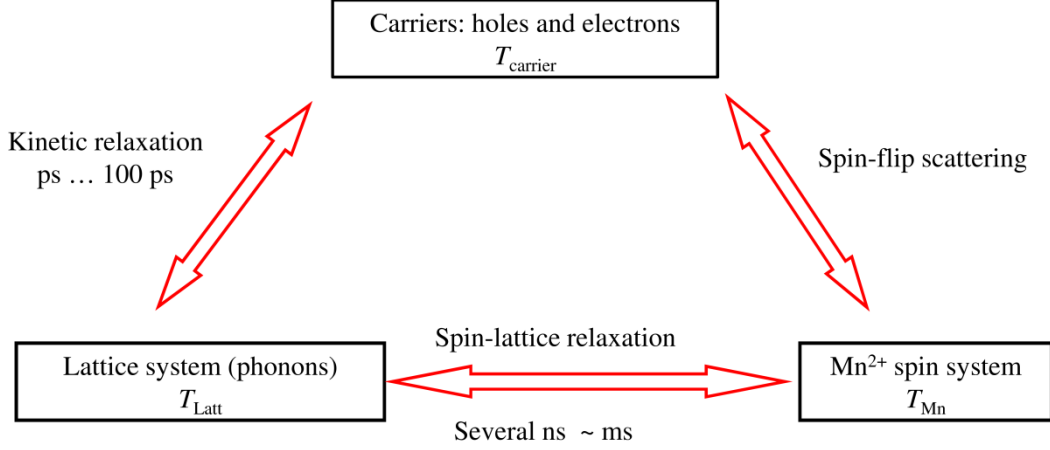 Carriers: holes and electrons
T_carrier
Kinetic relaxation
ps … 100 ps
Spin-flip scattering
Spin-lattice relaxation
Lattice system (phonons)
T_Latt
Mn²⁺ spin system
T_Mn
Several ns ~ ms